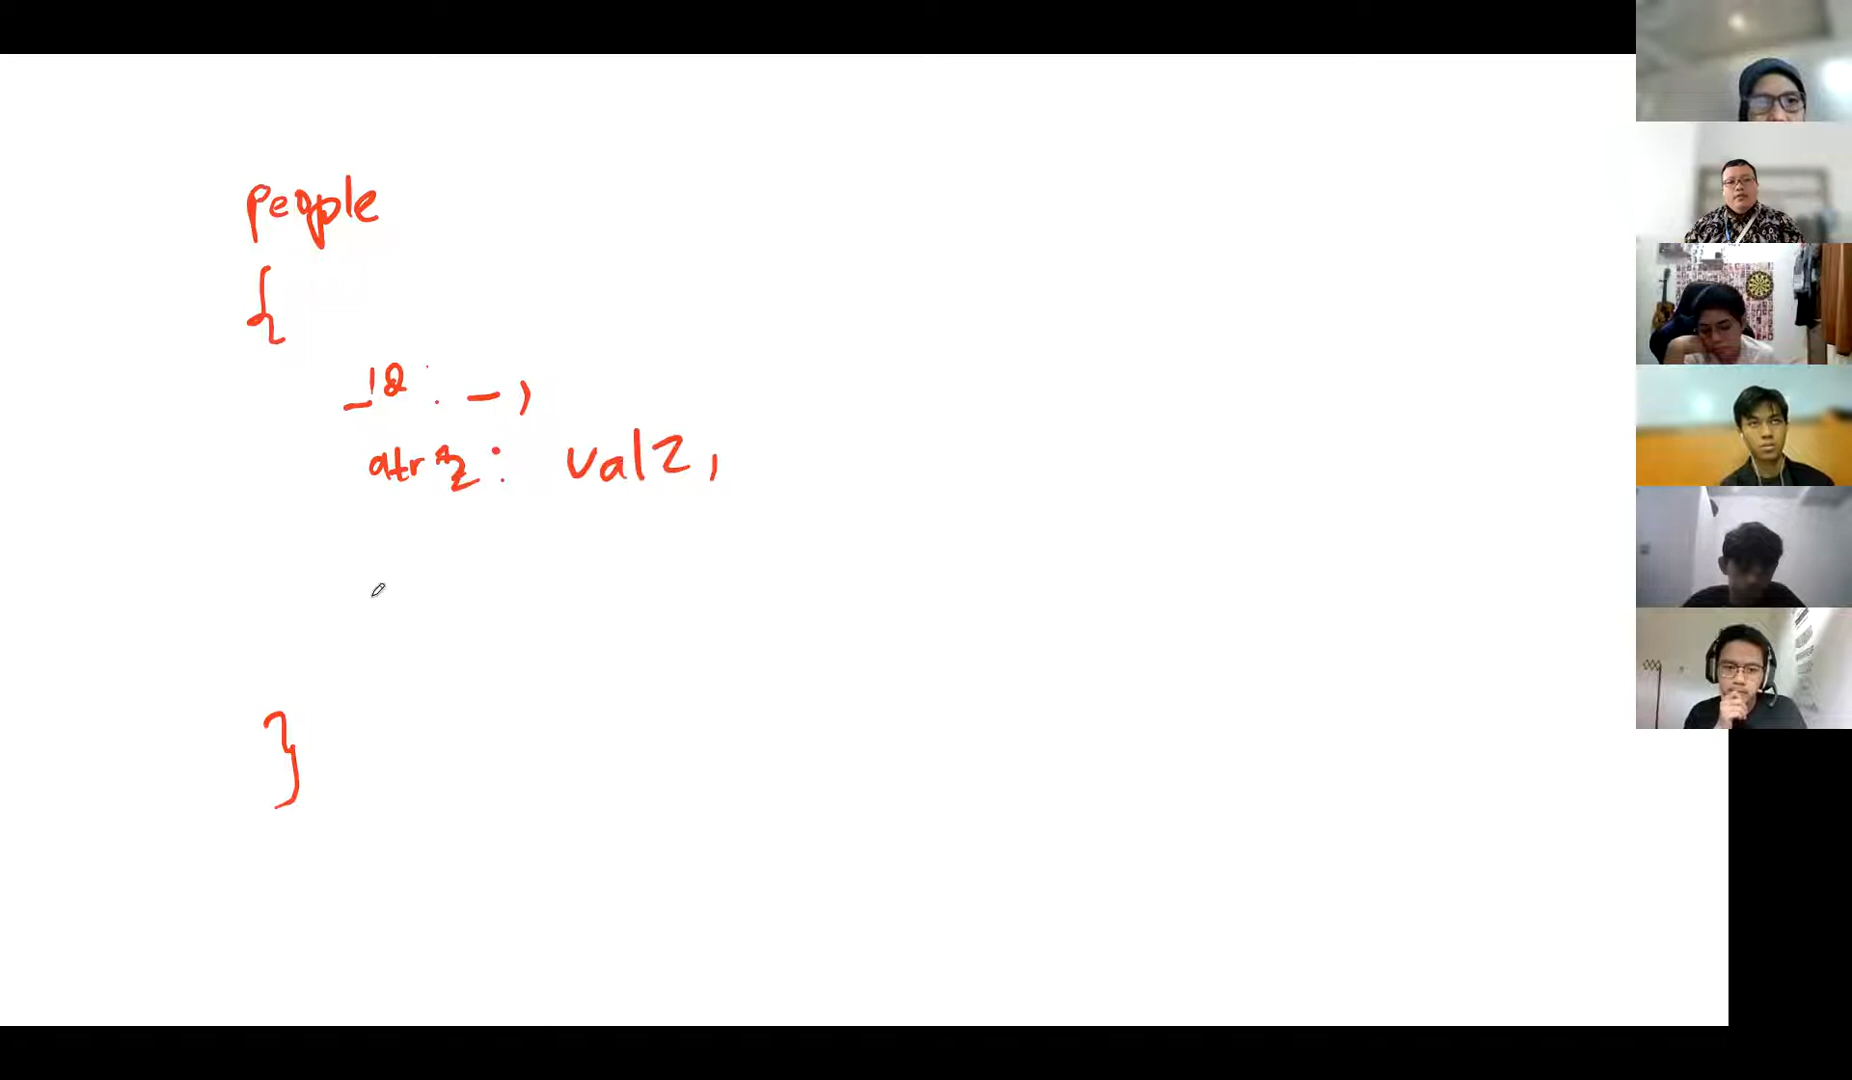 people
{
_id: _,
atr2: val2,
}